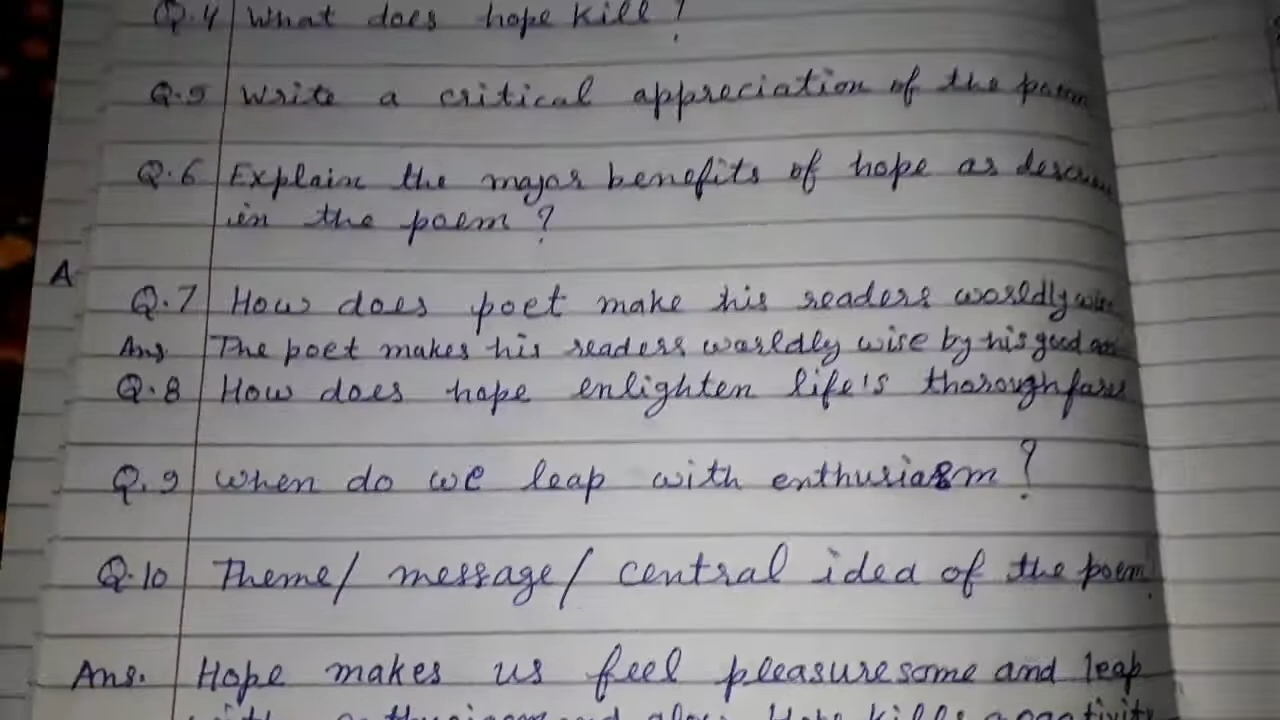 Q.4 What does hope kill?
Q.5 Write a critical appreciation of the poem
Q.6 Explain the major benefits of hope as
in the poem?
A
Q.7 How does poet make his readers worldly wise
Ans. The poet makes his readers worldly wise by his good
Q.8 How does hope enlighten life's thoroughfares
Q.9 When do we leap with enthusiasm?
Q.10 Theme/ message/ central idea of the poem
Ans. Hope makes us feel pleasuresome and leap